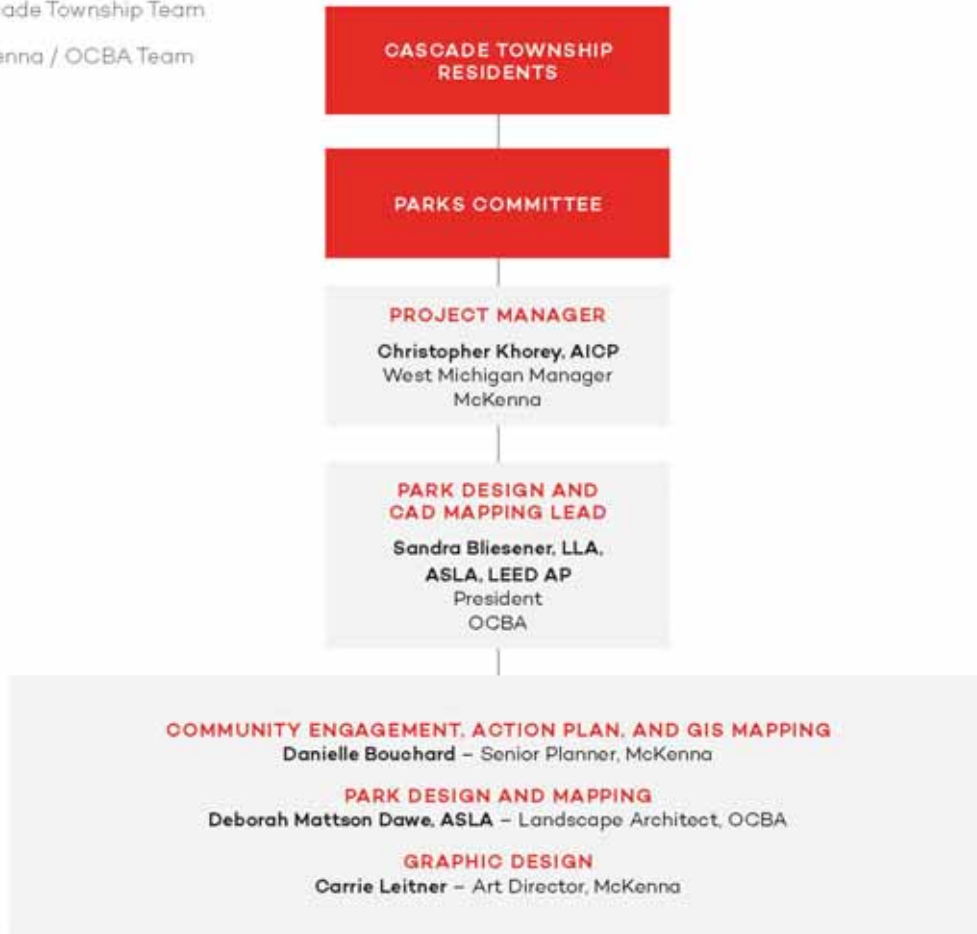 Township Team
/ OCBA Team
CASCADE TOWNSHIP
RESIDENTS
PARKS COMMITTEE
PROJECT MANAGER
Christopher Khorey, AICP
West Michigan Manager
McKenna
PARK DESIGN AND
CAD MAPPING LEAD
Sandra Bliesener, LLA,
ASLA, LEED AP
President
OCBA
COMMUNITY ENGAGEMENT, ACTION PLAN, AND GIS MAPPING
Danielle Bouchard – Senior Planner, McKenna
PARK DESIGN AND MAPPING
Deborah Mattson Dawe, ASLA – Landscape Architect, OCBA
GRAPHIC DESIGN
Carrie Leitner – Art Director, McKenna